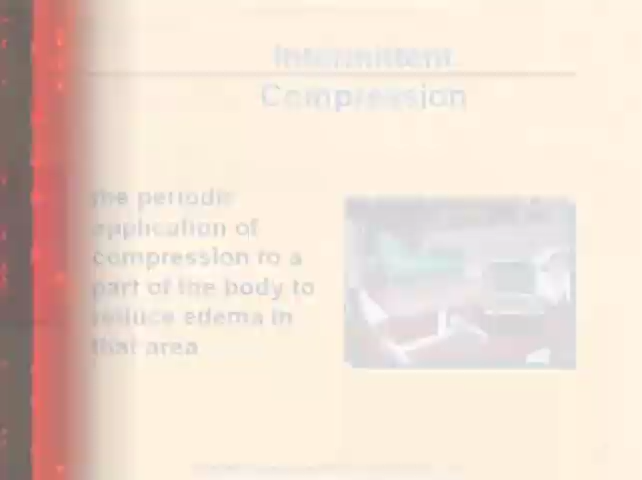 Intermittent
Compression
the periodic
application of
compression to a
part of the body to
reduce edema in
that area